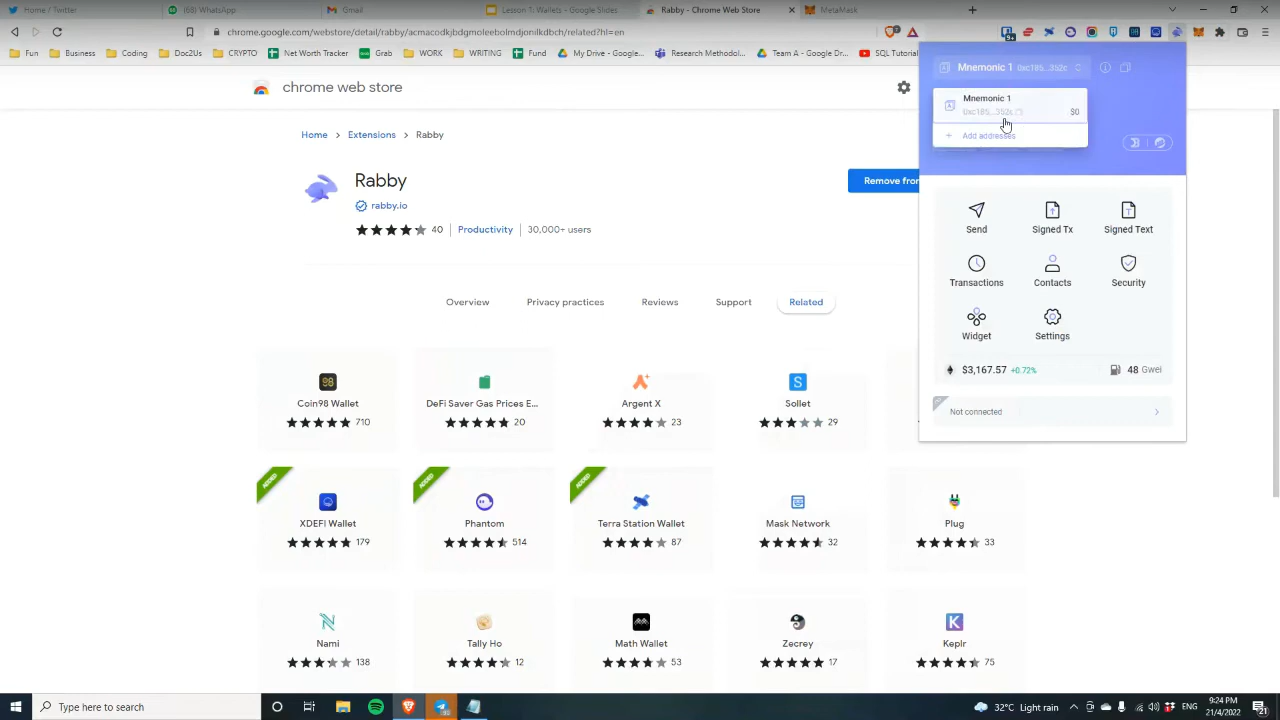 Home / Twitter
(68) WhatsApp
Gmail
Lesson 1: Wallets - Google Slides
Rabby - Chrome Web Store
MetaMask
chrome.google.com/webstore/detail/rabby/acmacodkjbdgmoleebolmdjonilkdbch/related?hl=en
Fun
Business
Coding
Doc2Us
CRYPTO
Net Worth Tracker
Grab
WORK
WRITING
Fund
My Drive - Google...
Research Methodol...
Team A - Google Dr...
SQL Tutorial
chrome web store
Home
Extensions
Rabby
Rabby
rabby.io
40
Productivity
30,000+ users
Remove from
Overview
Privacy practices
Reviews
Support
Related
Coin98 Wallet
710
DeFi Saver Gas Prices E...
20
Argent X
23
Sollet
29
ADDED
XDEFI Wallet
179
ADDED
Phantom
514
ADDED
Terra Station Wallet
87
Mask Network
32
Plug
33
Nami
138
Tally Ho
12
Math Wallet
53
Zecrey
17
Keplr
75
Mnemonic 1 0xc185...352c
Mnemonic 1
0xc185...352c
$0
+ Add addresses
Send
Signed Tx
Signed Text
Transactions
Contacts
Security
Widget
Settings
$3,167.57 +0.72%
48 Gwei
Not connected
Type here to search
32°C Light rain
ENG
9:24 PM
21/4/2022